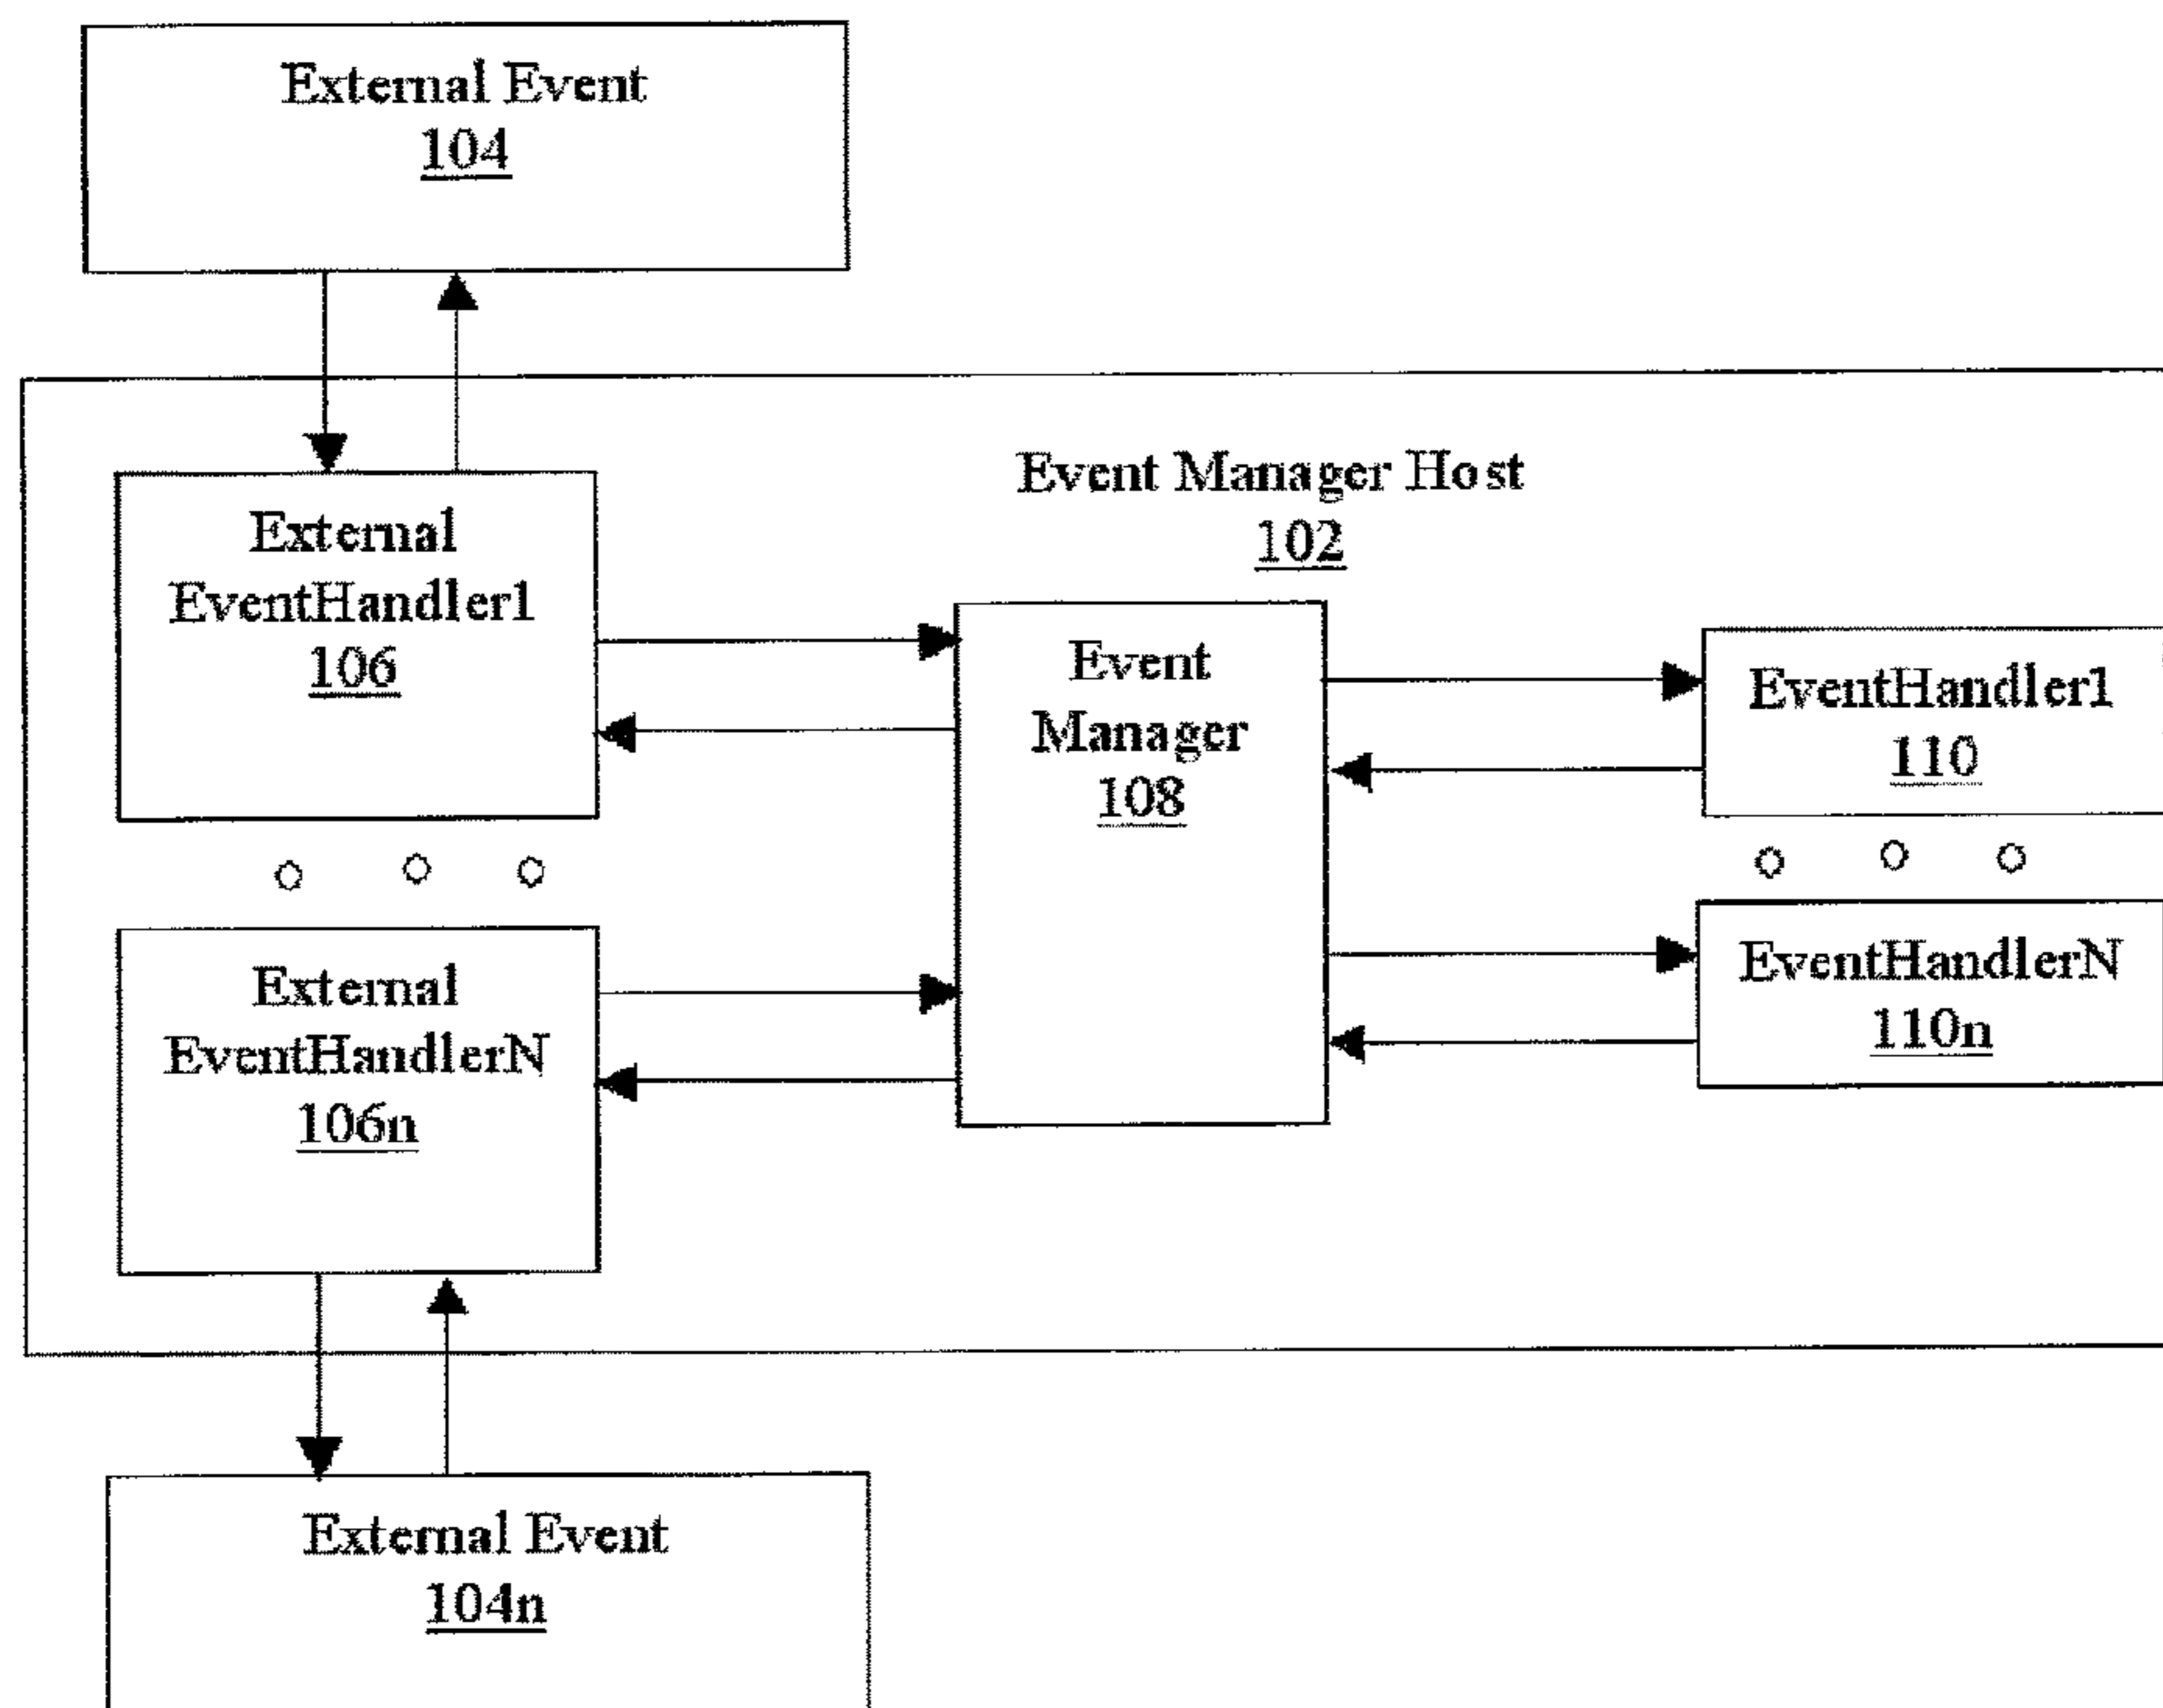 External Event
104
Event Manager Host
102
External
EventHandler1
106
Event
Manager
108
EventHandler1
110
External
EventHandlerN
106n
EventHandlerN
110n
External Event
104n